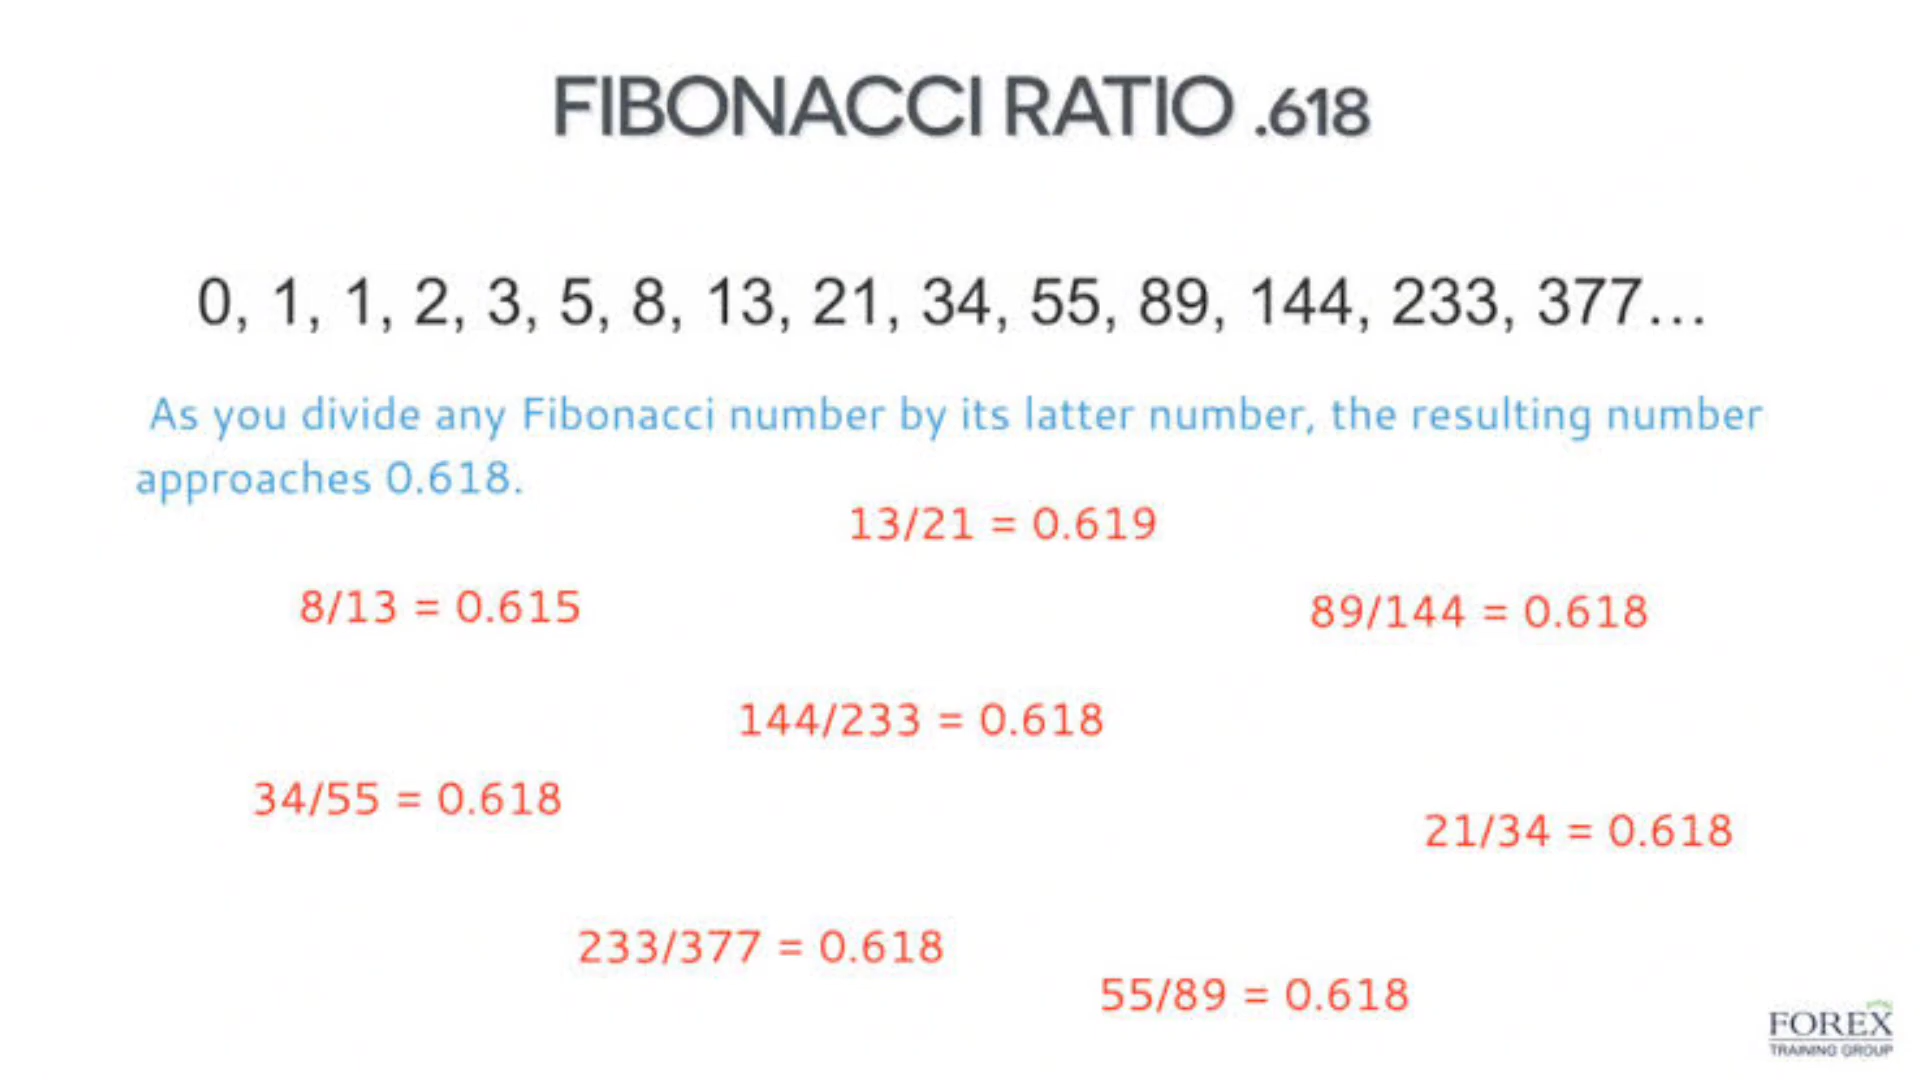 FIBONACCI RATIO .618
0, 1, 1, 2, 3, 5, 8, 13, 21, 34, 55, 89, 144, 233, 377...
As you divide any Fibonacci number by its latter number, the resulting number
approaches 0.618.
13/21 = 0.619
8/13 = 0.615
89/144 = 0.618
144/233 = 0.618
34/55 = 0.618
21/34 = 0.618
233/377 = 0.618
55/89 = 0.618
FOREX
TRAINING GROUP